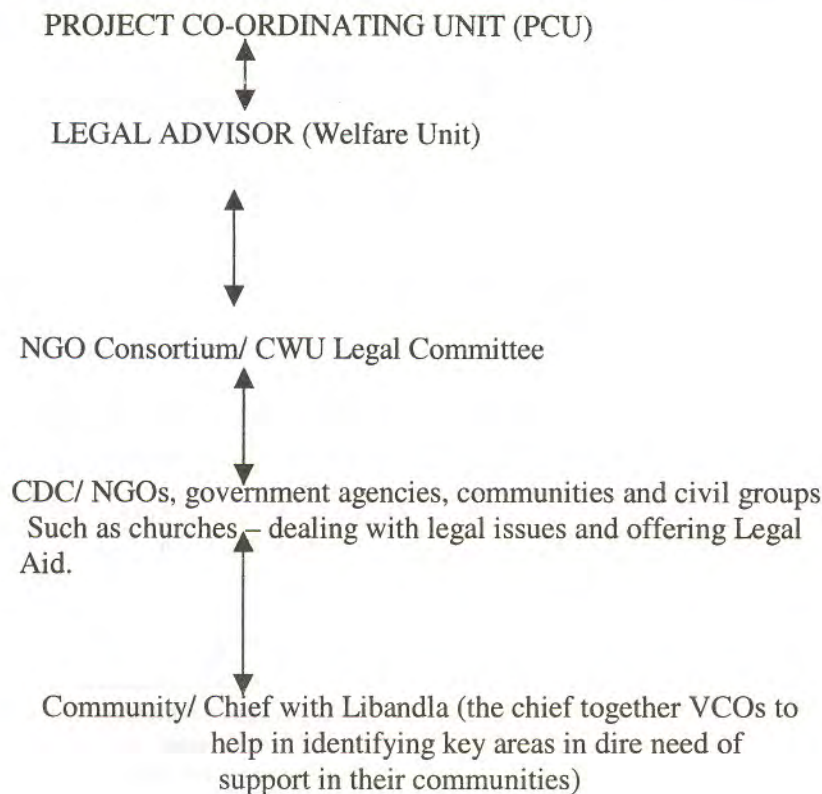 PROJECT CO-ORDINATING UNIT (PCU)
LEGAL ADVISOR (Welfare Unit)
NGO Consortium/ CWU Legal Committee
CDC/ NGOs, government agencies, communities and civil groups
Such as churches – dealing with legal issues and offering Legal
Aid.
Community/ Chief with Libandla (the chief together VCOs to
help in identifying key areas in dire need of
support in their communities)